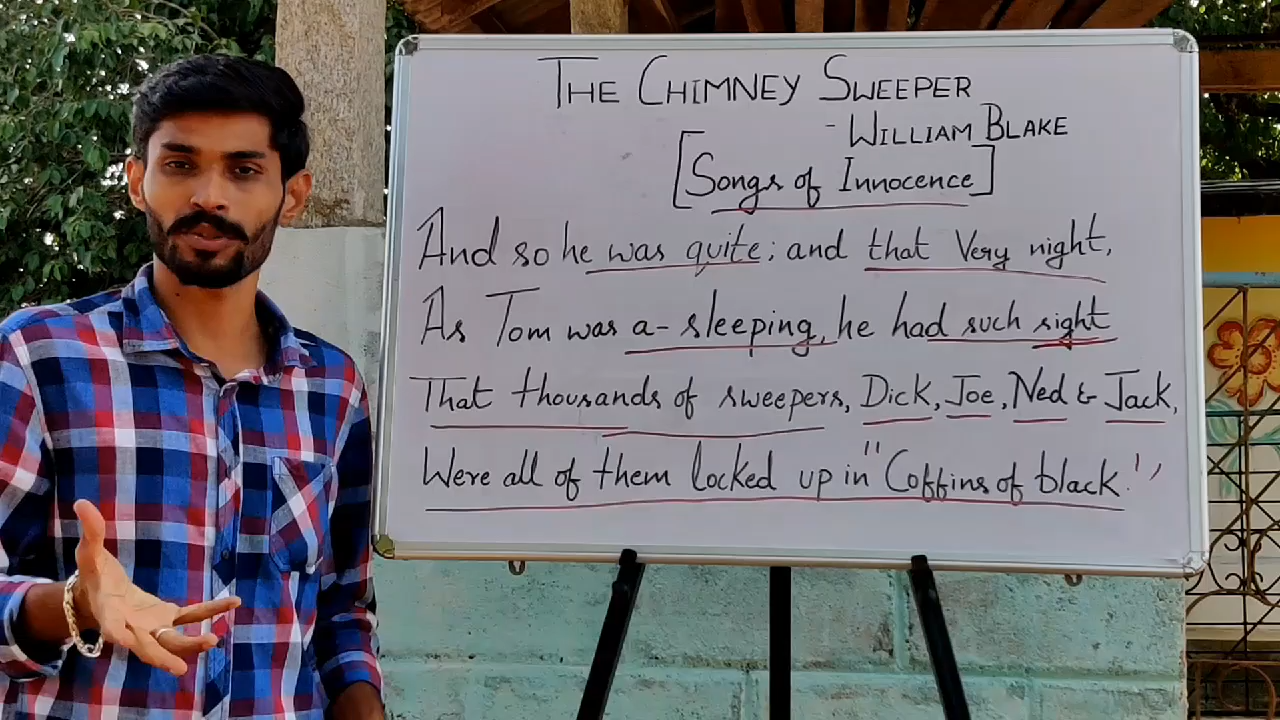 THE CHIMNEY SWEEPER
- WILLIAM BLAKE
[Songs of Innocence]
And so he was quite; and that Very night,
As Tom was a-sleeping, he had such sight
That thousands of sweepers, Dick, Joe, Ned & Jack,
Were all of them locked up in "Coffins of black.",